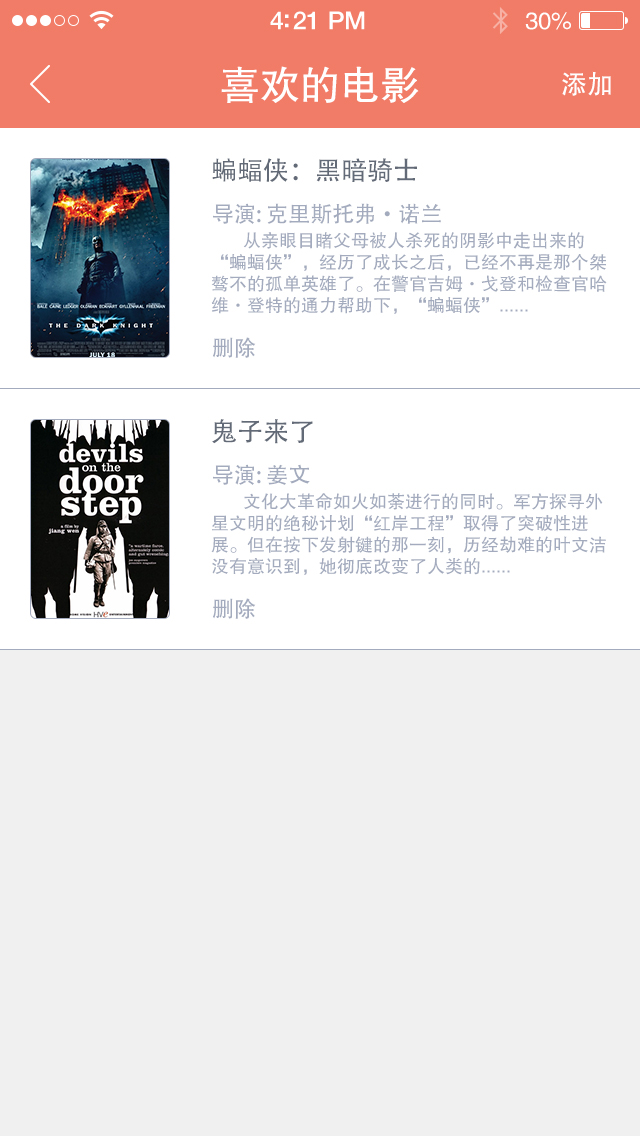 4:21 PM
30%
喜欢的电影
添加
蝙蝠侠：黑暗骑士
导演:克里斯托弗·诺兰
从亲眼目睹父母被人杀死的阴影中走出来的
“蝙蝠侠”，经历了成长之后，已经不再是那个桀
骜不的孤单英雄了。在警官吉姆·戈登和检查官哈
维·登特的通力帮助下，“蝙蝠侠”......
删除
BALE CAINE LEDGER OLDMAN ECKHART GYLLENHAAL FREEMAN
THE DARK KNIGHT
JULY 18
鬼子来了
导演:姜文
文化大革命如火如荼进行的同时。军方探寻外
星文明的绝秘计划“红岸工程”取得了突破性进
展。但在按下发射键的那一刻，历经劫难的叶文洁
没有意识到，她彻底改变了人类的......
删除
devils
on the
door
step
a film by
jiang wen
HVe